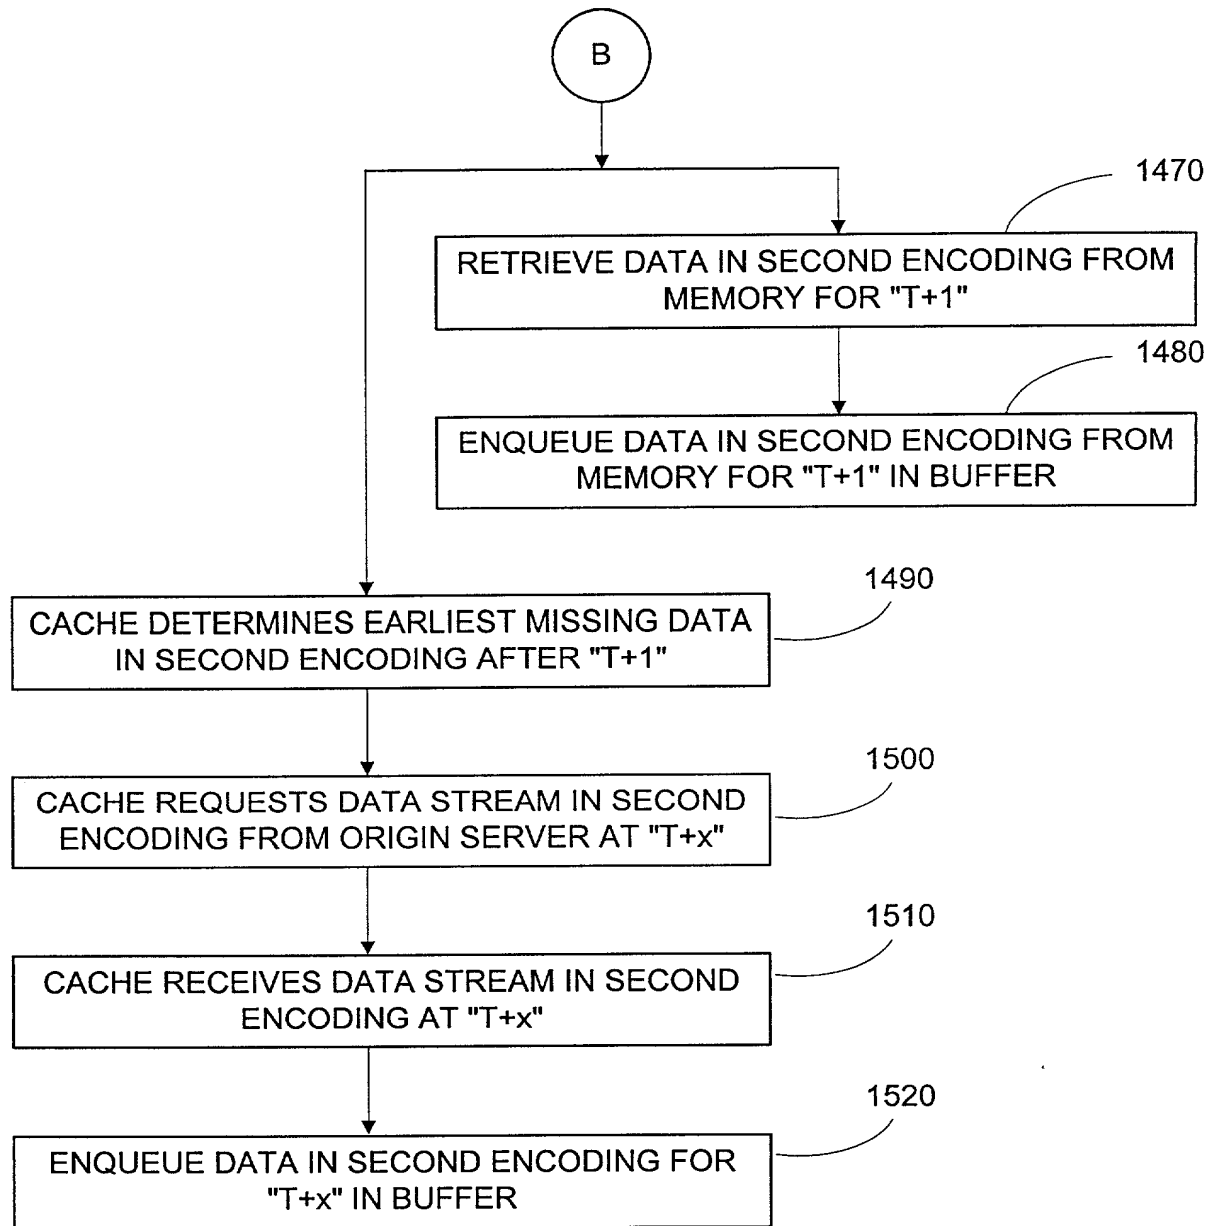 B
1470
RETRIEVE DATA IN SECOND ENCODING FROM
MEMORY FOR "T+1"
1480
ENQUEUE DATA IN SECOND ENCODING FROM
MEMORY FOR "T+1" IN BUFFER
1490
CACHE DETERMINES EARLIEST MISSING DATA
IN SECOND ENCODING AFTER "T+1"
1500
CACHE REQUESTS DATA STREAM IN SECOND
ENCODING FROM ORIGIN SERVER AT "T+x"
1510
CACHE RECEIVES DATA STREAM IN SECOND
ENCODING AT "T+x"
1520
ENQUEUE DATA IN SECOND ENCODING FOR
"T+x" IN BUFFER